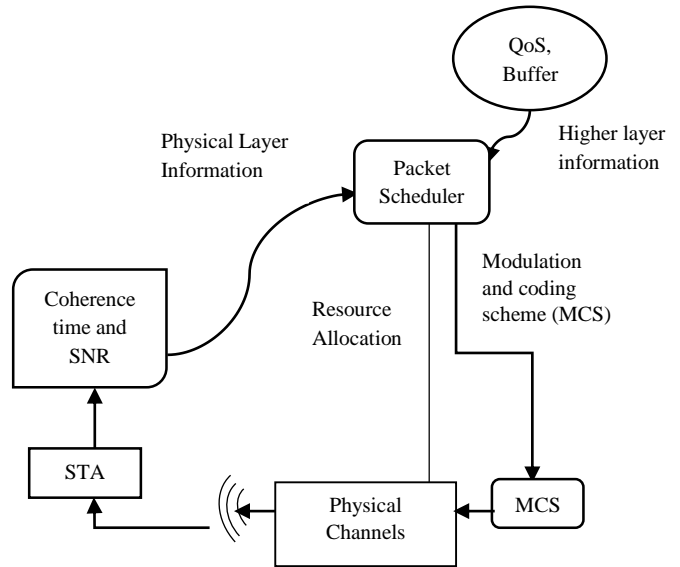 QoS,
Buffer
Physical Layer
Information
Higher layer
information
Packet
Scheduler
Coherence
time and
SNR
Resource
Allocation
Modulation
and coding
scheme (MCS)
STA
Physical
Channels
MCS